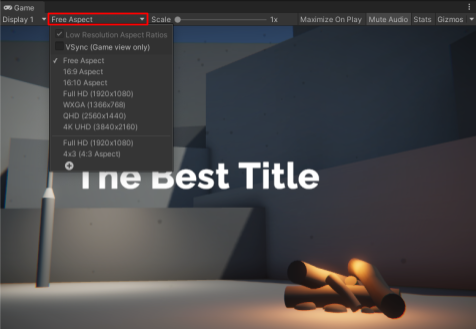 Game
Display 1 Free Aspect Scale 1x Maximize On Play Mute Audio Stats Gizmos
Low Resolution Aspect Ratios
VSync (Game view only)
Free Aspect
16:9 Aspect
16:10 Aspect
Full HD (1920x1080)
WXGA (1366x768)
QHD (2560x1440)
4K UHD (3840x2160)
Full HD (1920x1080)
4x3 (4:3 Aspect)
The Best Title